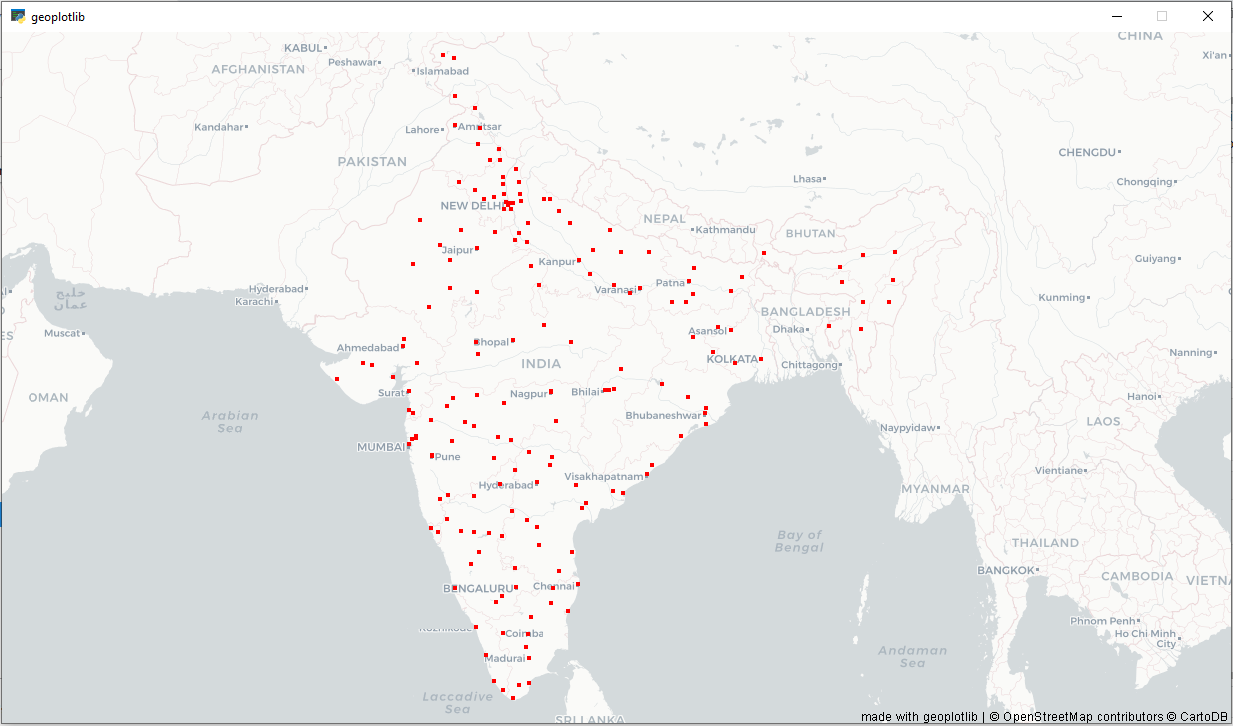 geoplotlib
CHINA
KABUL
Xi'an
Peshawar
AFGHANISTAN
Islamabad
Kandahar
Lahore
Amritsar
CHENGDU
PAKISTAN
Lhasa
Chongqing
NEW DELHI
NEPAL
Kathmandu
BHUTAN
Jaipur
Kanpur
Guiyang
Patna
Hyderabad
Varanasi
خليج
عمان
Karachi
Kunming
BANGLADESH
Muscat
Asansol
Dhaka
ES
Bhopal
Ahmedabad
Nanning
INDIA
KOLKATA
Chittagong
Surat
Nagpur
Bhilai
OMAN
Hanoi
Arabian
Sea
Bhubaneshwar
LAOS
Naypyidaw
MUMBAI
Pune
Vientiane
Visakhapatnam
Hyderabad
MYANMAR
Bay of
Bengal
THAILAND
BANGKOK
CAMBODIA
VIETNA
BENGALURU
Chennai
Phnom Penh
Kozhikode
Coimba
Ho Chi Minh
City
Madurai
Andaman
Sea
Laccadive
Sea
SRI LANKA
made with geoplotlib | © OpenStreetMap contributors © CartoDB